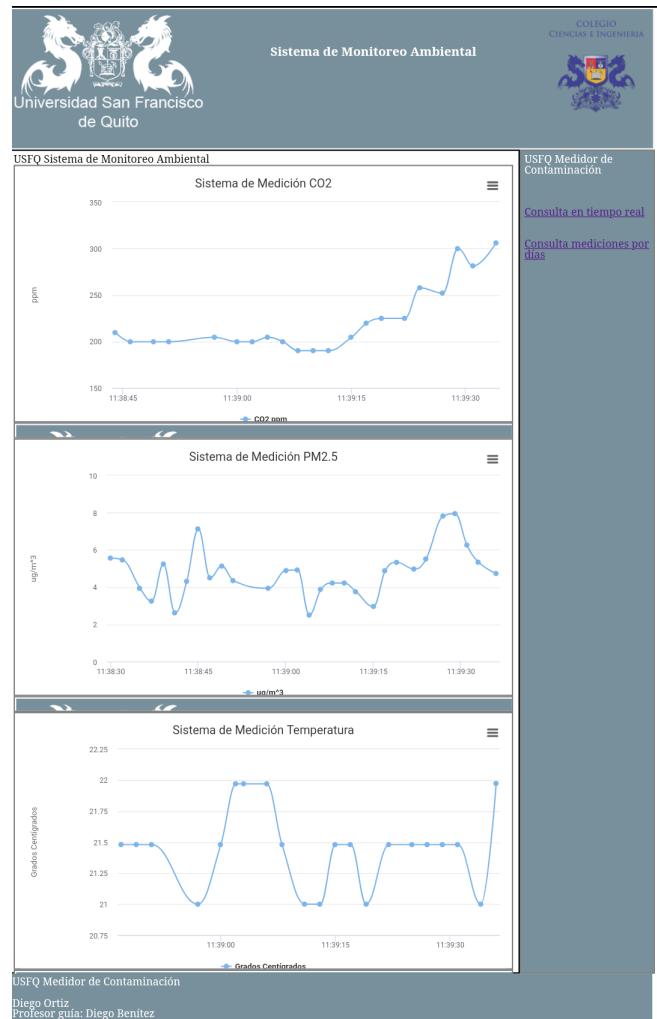 Universidad San Francisco
de Quito
Sistema de Monitoreo Ambiental
COLEGIO
CIENCIAS E INGENIERIA
USFQ Sistema de Monitoreo Ambiental
USFQ Medidor de
Contaminación
Consulta en tiempo real
Consulta mediciones por
días
Sistema de Medición CO2
350
300
250
200
150
ppm
11:38:45
11:39:00
11:39:15
11:39:30
CO2 ppm
Sistema de Medición PM2.5
10
8
6
4
2
0
ug/m^3
11:38:30
11:38:45
11:39:00
11:39:15
11:39:30
ug/m^3
Sistema de Medición Temperatura
22.25
22
21.75
21.5
21.25
21
20.75
Grados Centígrados
11:39:00
11:39:15
11:39:30
Grados Centígrados
USFQ Medidor de Contaminación
Diego Ortiz
Profesor guía: Diego Benítez